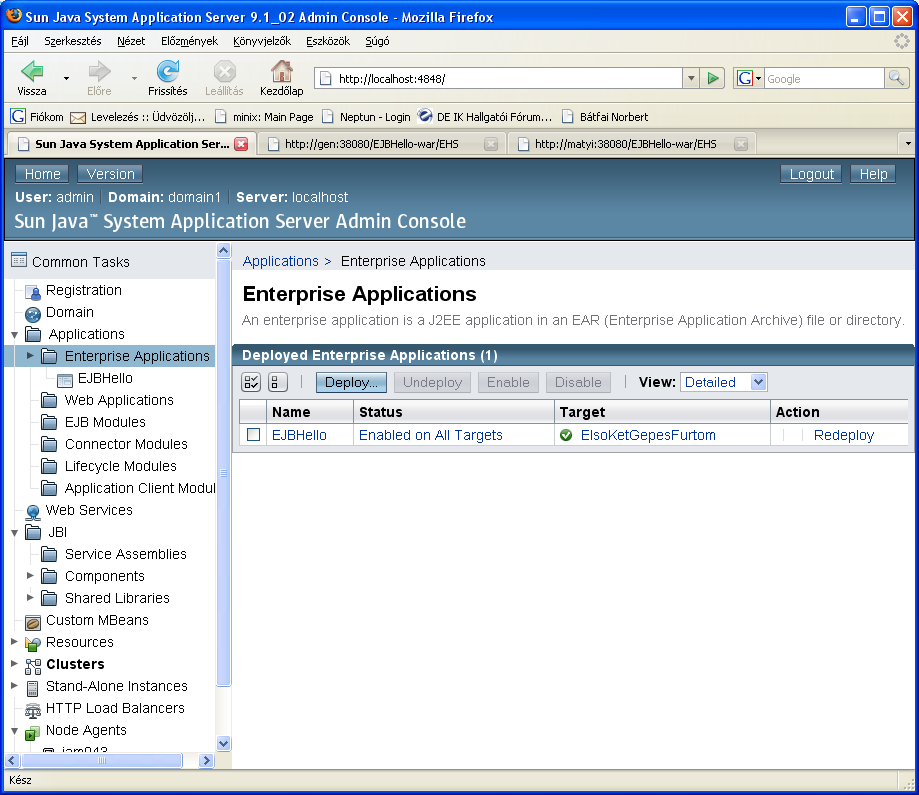 Sun Java System Application Server 9.1_02 Admin Console - Mozilla Firefox
Fájl Szerkesztés Nézet Előzmények Könyvjelzők Eszközök Súgó
http://localhost:4848/ G Google
Vissza Előre Frissítés Leállítás Kezdőlap
G Fiókom Levelezés :: Üdvözölj... minix: Main Page Neptun - Login DE IK Hallgatói Fórum... Bátfai Norbert
Sun Java System Application Ser... http://gen:38080/EJBHello-war/EHS http://matyi:38080/EJBHello-war/EHS
Home Version Logout Help
User: admin Domain: domain1 Server: localhost
Sun Java™ System Application Server Admin Console
Common Tasks
Registration
Domain
Applications
Enterprise Applications
EJBHello
Web Applications
EJB Modules
Connector Modules
Lifecycle Modules
Application Client Modul
Web Services
JBI
Service Assemblies
Components
Shared Libraries
Custom MBeans
Resources
Clusters
Stand-Alone Instances
HTTP Load Balancers
Node Agents
Applications > Enterprise Applications
Enterprise Applications
An enterprise application is a J2EE application in an EAR (Enterprise Application Archive) file or directory.
Deployed Enterprise Applications (1)
Deploy... Undeploy Enable Disable View: Detailed
Name Status Target Action
EJBHello Enabled on All Targets ElsoKetGepesFurtom Redeploy
Kész